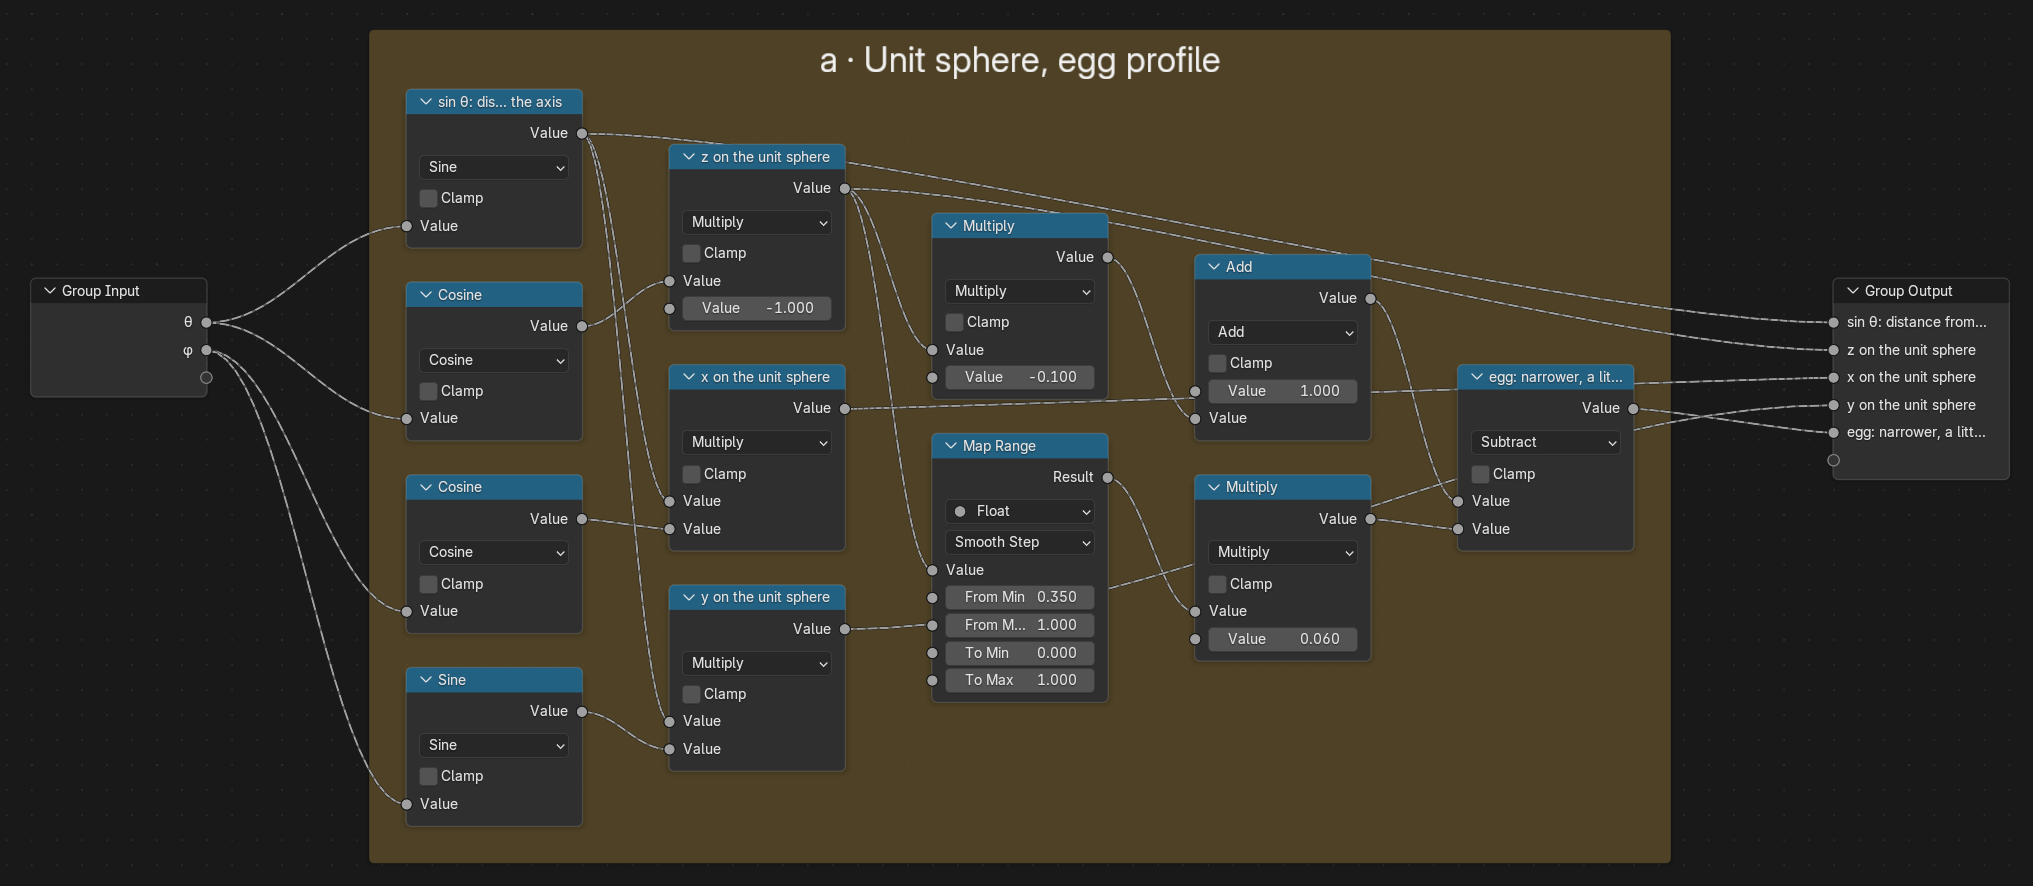 a · Unit sphere, egg profile
Group Input
θ
φ
sin θ: dis... the axis
Value
Sine
Clamp
Value
Cosine
Value
Cosine
Clamp
Value
Cosine
Value
Cosine
Clamp
Value
Sine
Value
Sine
Clamp
Value
z on the unit sphere
Value
Multiply
Clamp
Value
Value -1.000
x on the unit sphere
Value
Multiply
Clamp
Value
Value
y on the unit sphere
Value
Multiply
Clamp
Value
Value
Multiply
Value
Multiply
Clamp
Value
Value -0.100
Map Range
Result
Float
Smooth Step
Value
From Min 0.350
From M... 1.000
To Min 0.000
To Max 1.000
Add
Value
Add
Clamp
Value 1.000
Value
Multiply
Value
Multiply
Clamp
Value
Value 0.060
egg: narrower, a lit...
Value
Subtract
Clamp
Value
Value
Group Output
sin θ: distance from...
z on the unit sphere
x on the unit sphere
y on the unit sphere
egg: narrower, a litt...